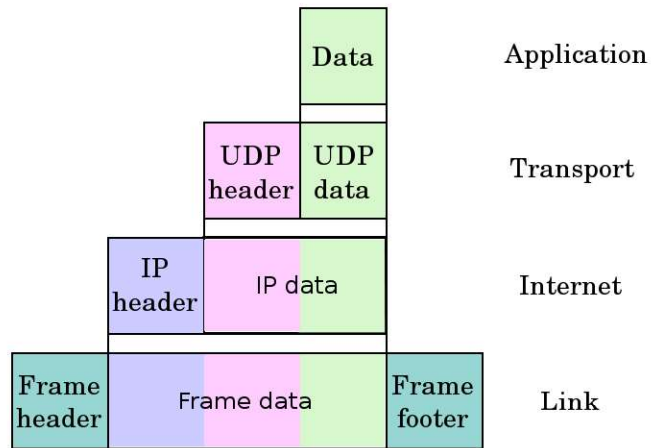 Data
Application
UDP
header
UDP
data
Transport
IP
header
IP data
Internet
Frame
header
Frame data
Frame
footer
Link